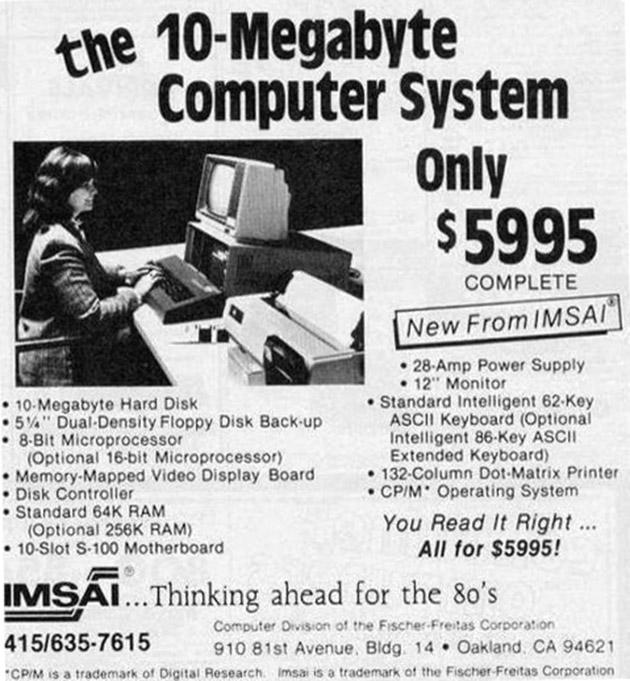 the 10-Megabyte
Computer System
Only
$5995
COMPLETE
New From IMSAI®
• 10-Megabyte Hard Disk
• 5¼" Dual-Density Floppy Disk Back-up
• 8-Bit Microprocessor
(Optional 16-bit Microprocessor)
• Memory-Mapped Video Display Board
• Disk Controller
• Standard 64K RAM
(Optional 256K RAM)
• 10-Slot S-100 Motherboard
• 28-Amp Power Supply
• 12" Monitor
• Standard Intelligent 62-Key
ASCII Keyboard (Optional
Intelligent 86-Key ASCII
Extended Keyboard)
• 132-Column Dot-Matrix Printer
• CP/M* Operating System
You Read It Right ...
All for $5995!
IMSAI® ...Thinking ahead for the 80's
415/635-7615
Computer Division of the Fischer-Freitas Corporation
910 81st Avenue, Bldg. 14 • Oakland, CA 94621
*CP/M is a trademark of Digital Research. Imsai is a trademark of the Fischer-Freitas Corporation